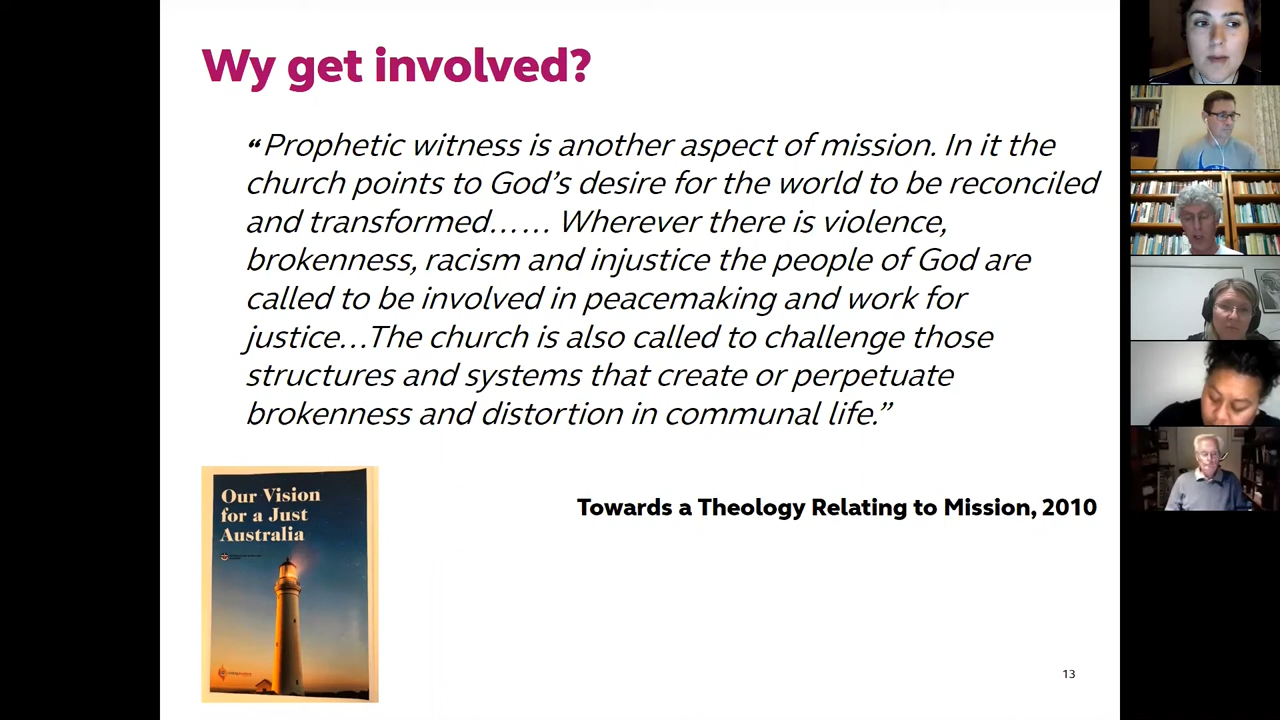 Wy get involved?
“Prophetic witness is another aspect of mission. In it the
church points to God’s desire for the world to be reconciled
and transformed…… Wherever there is violence,
brokenness, racism and injustice the people of God are
called to be involved in peacemaking and work for
justice…The church is also called to challenge those
structures and systems that create or perpetuate
brokenness and distortion in communal life.”
Towards a Theology Relating to Mission, 2010
Our Vision
for a Just
Australia
13